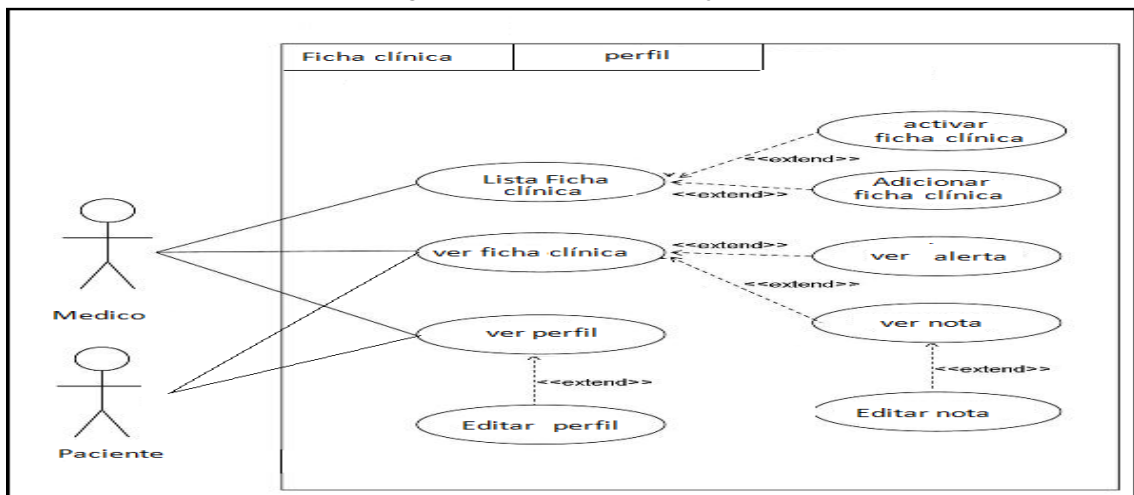 Ficha clínica
perfil
activar
ficha clínica
<<extend>>
Lista Ficha
clínica
Adicionar
ficha clínica
<<extend>>
<<extend>>
ver ficha clínica
ver alerta
<<extend>>
Medico
ver perfil
ver nota
<<extend>>
<<extend>>
Editar perfil
Editar nota
Paciente